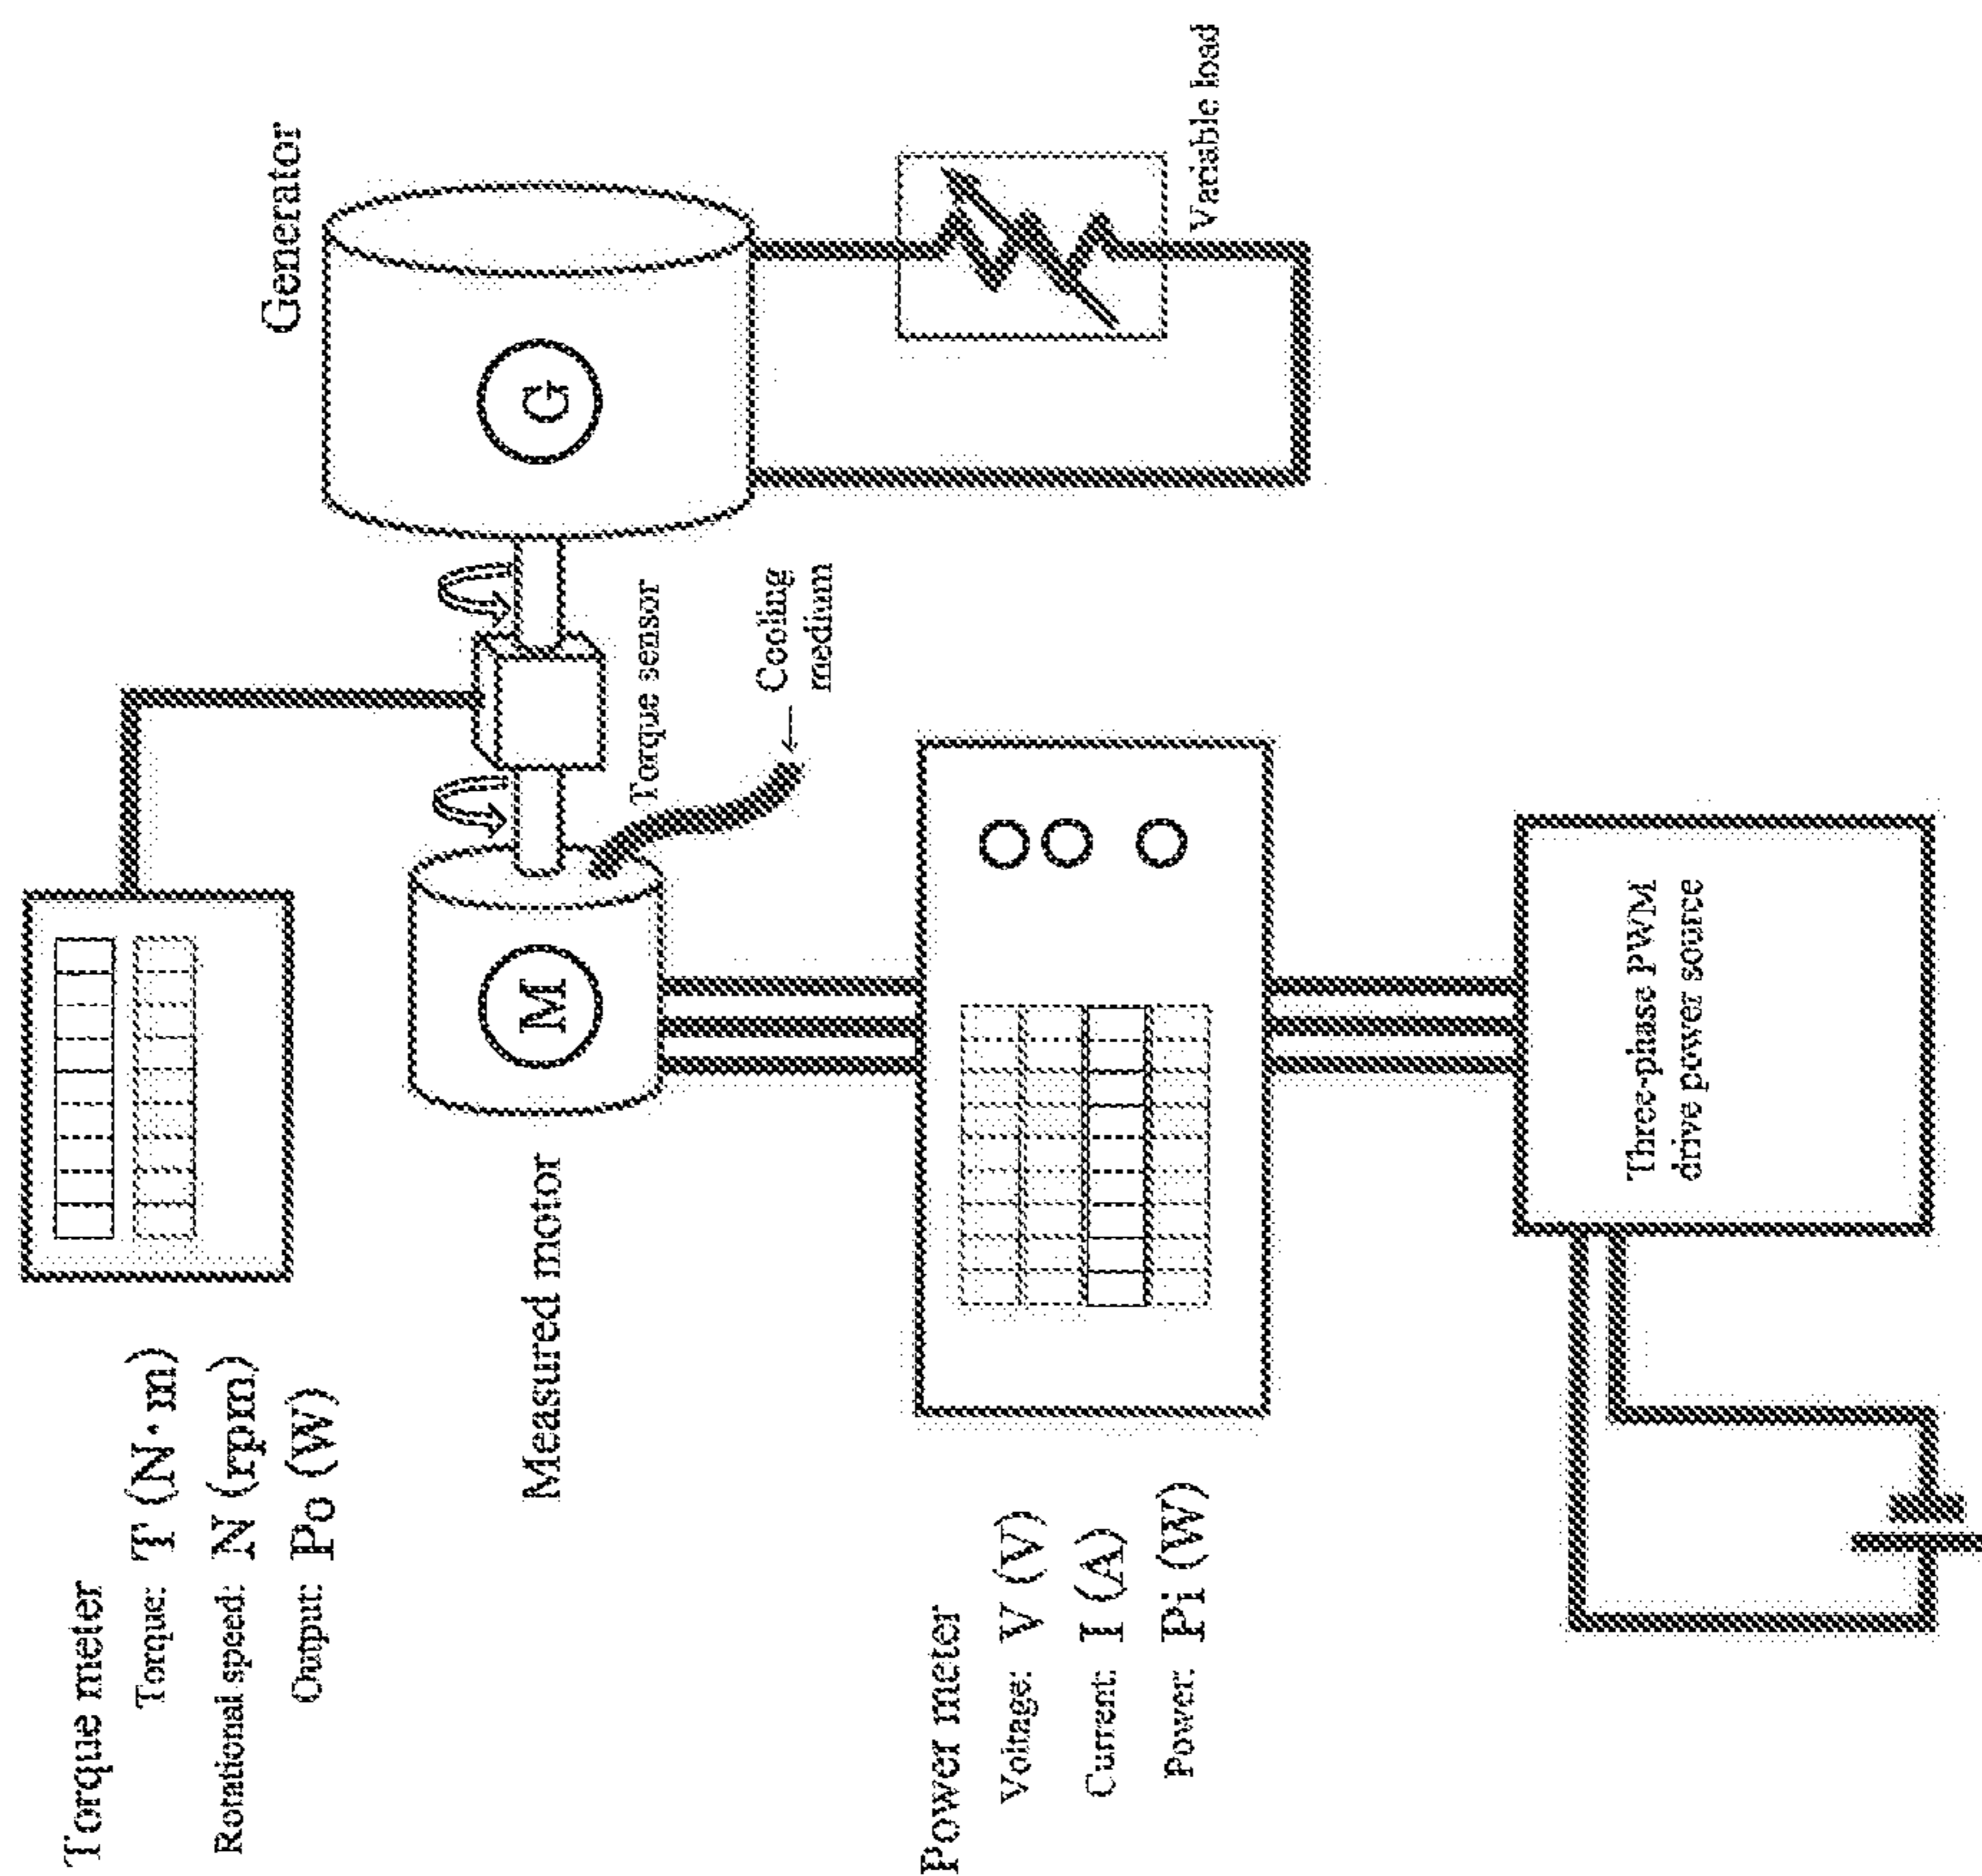 Torque meter
Torque: T (N·m)
Rotational speed: N (rpm)
Output: Po (W)
Generator
G
Measured motor
M
Torque sensor
Cooling
medium
Variable load
Power meter
Voltage: V (V)
Current: I (A)
Power: Pi (W)
Three-phase PWM
drive power source